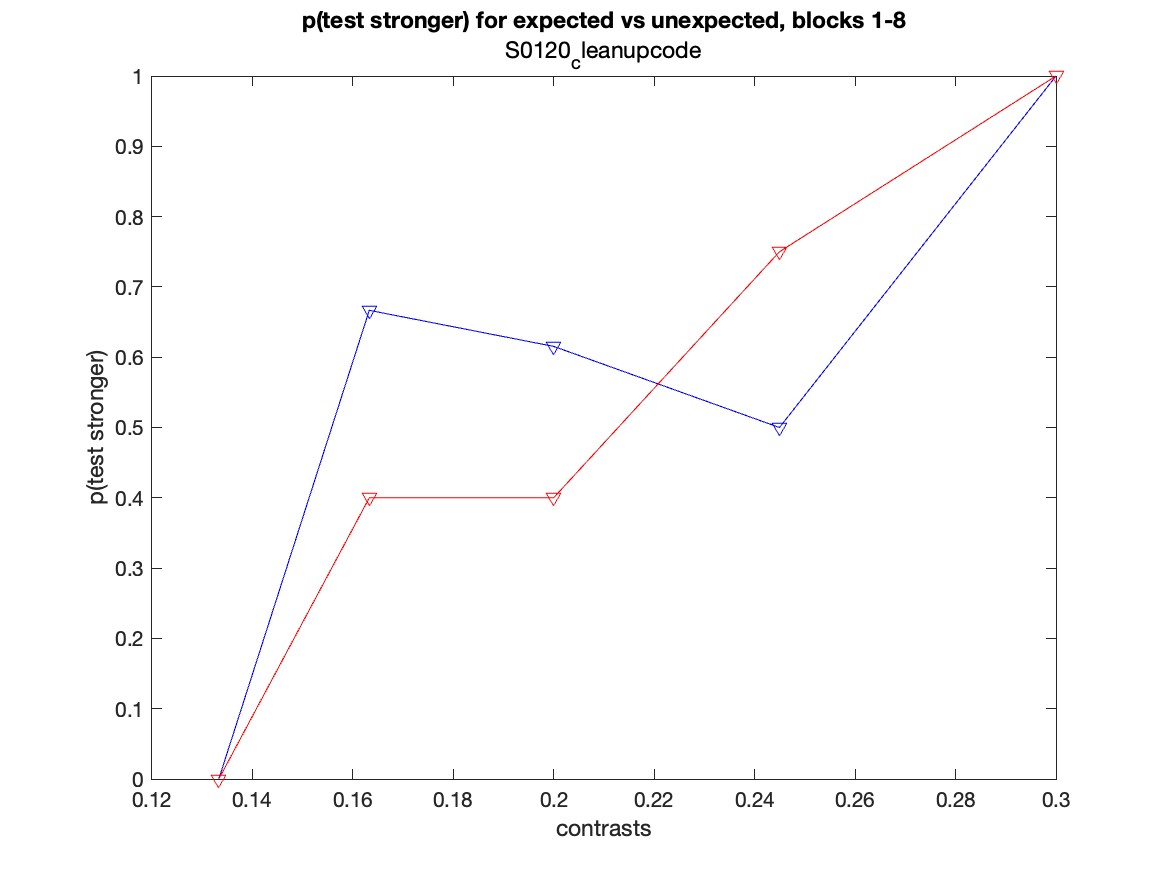 p(test stronger) for expected vs unexpected, blocks 1-8
S0120cleanupcode
1
0.9
0.8
0.7
0.6
0.5
0.4
0.3
0.2
0.1
0
p(test stronger)
0.12 0.14 0.16 0.18 0.2 0.22 0.24 0.26 0.28 0.3
contrasts